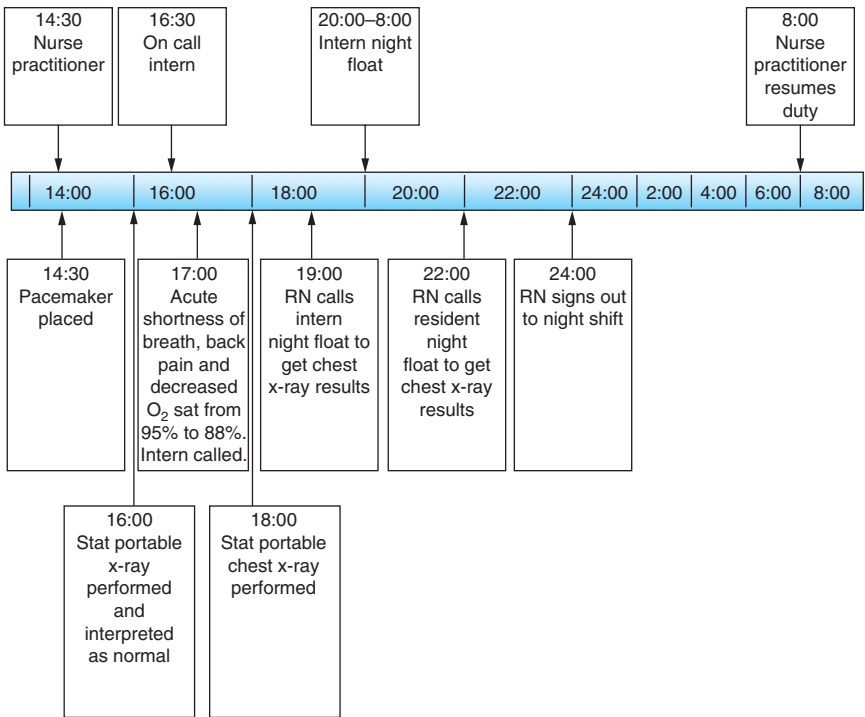 14:30
Nurse
practitioner
16:30
On call
intern
20:00–8:00
Intern night
float
8:00
Nurse
practitioner
resumes
duty
14:00
16:00
18:00
20:00
22:00
24:00
2:00
4:00
6:00
8:00
14:30
Pacemaker
placed
17:00
Acute
shortness of
breath, back
pain and
decreased
O₂ sat from
95% to 88%.
Intern called.
19:00
RN calls
intern
night float to
get chest
x-ray results
22:00
RN calls
resident
night
float to get
chest x-ray
results
24:00
RN signs out
to night shift
16:00
Stat portable
x-ray
performed
and
interpreted
as normal
18:00
Stat portable
chest x-ray
performed